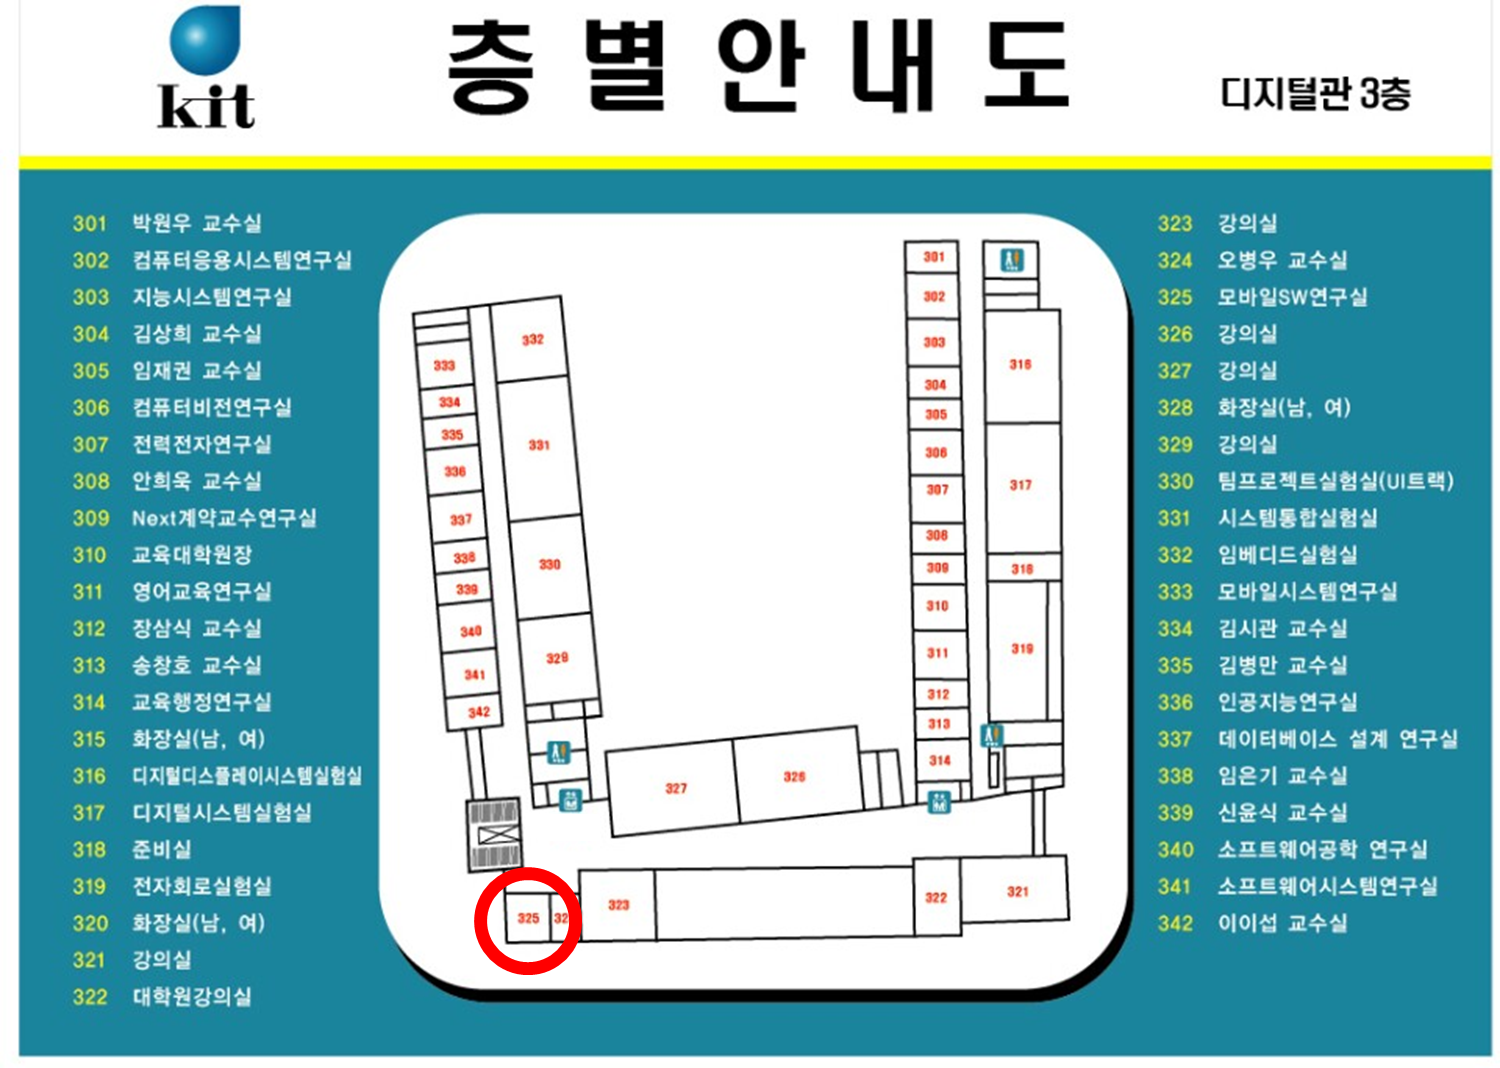 kit
층별안내도
디지털관 3층
301 박원우 교수실
302 컴퓨터응용시스템연구실
303 지능시스템연구실
304 김상희 교수실
305 임재권 교수실
306 컴퓨터비전연구실
307 전력전자연구실
308 안희욱 교수실
309 Next계약교수연구실
310 교육대학원장
311 영어교육연구실
312 장삼식 교수실
313 송창호 교수실
314 교육행정연구실
315 화장실(남, 여)
316 디지털디스플레이시스템실험실
317 디지털시스템실험실
318 준비실
319 전자회로실험실
320 화장실(남, 여)
321 강의실
322 대학원강의실
332
333
334
335
331
336
337
338
330
339
340
341
329
342
327
326
301
302
303
304
305
306
307
308
309
310
311
312
313
314
316
317
318
319
325
32
323
322
321
323 강의실
324 오병우 교수실
325 모바일SW연구실
326 강의실
327 강의실
328 화장실(남, 여)
329 강의실
330 팀프로젝트실험실(UI트랙)
331 시스템통합실험실
332 임베디드실험실
333 모바일시스템연구실
334 김시관 교수실
335 김병만 교수실
336 인공지능연구실
337 데이터베이스 설계 연구실
338 임은기 교수실
339 신윤식 교수실
340 소프트웨어공학 연구실
341 소프트웨어시스템연구실
342 이이섭 교수실